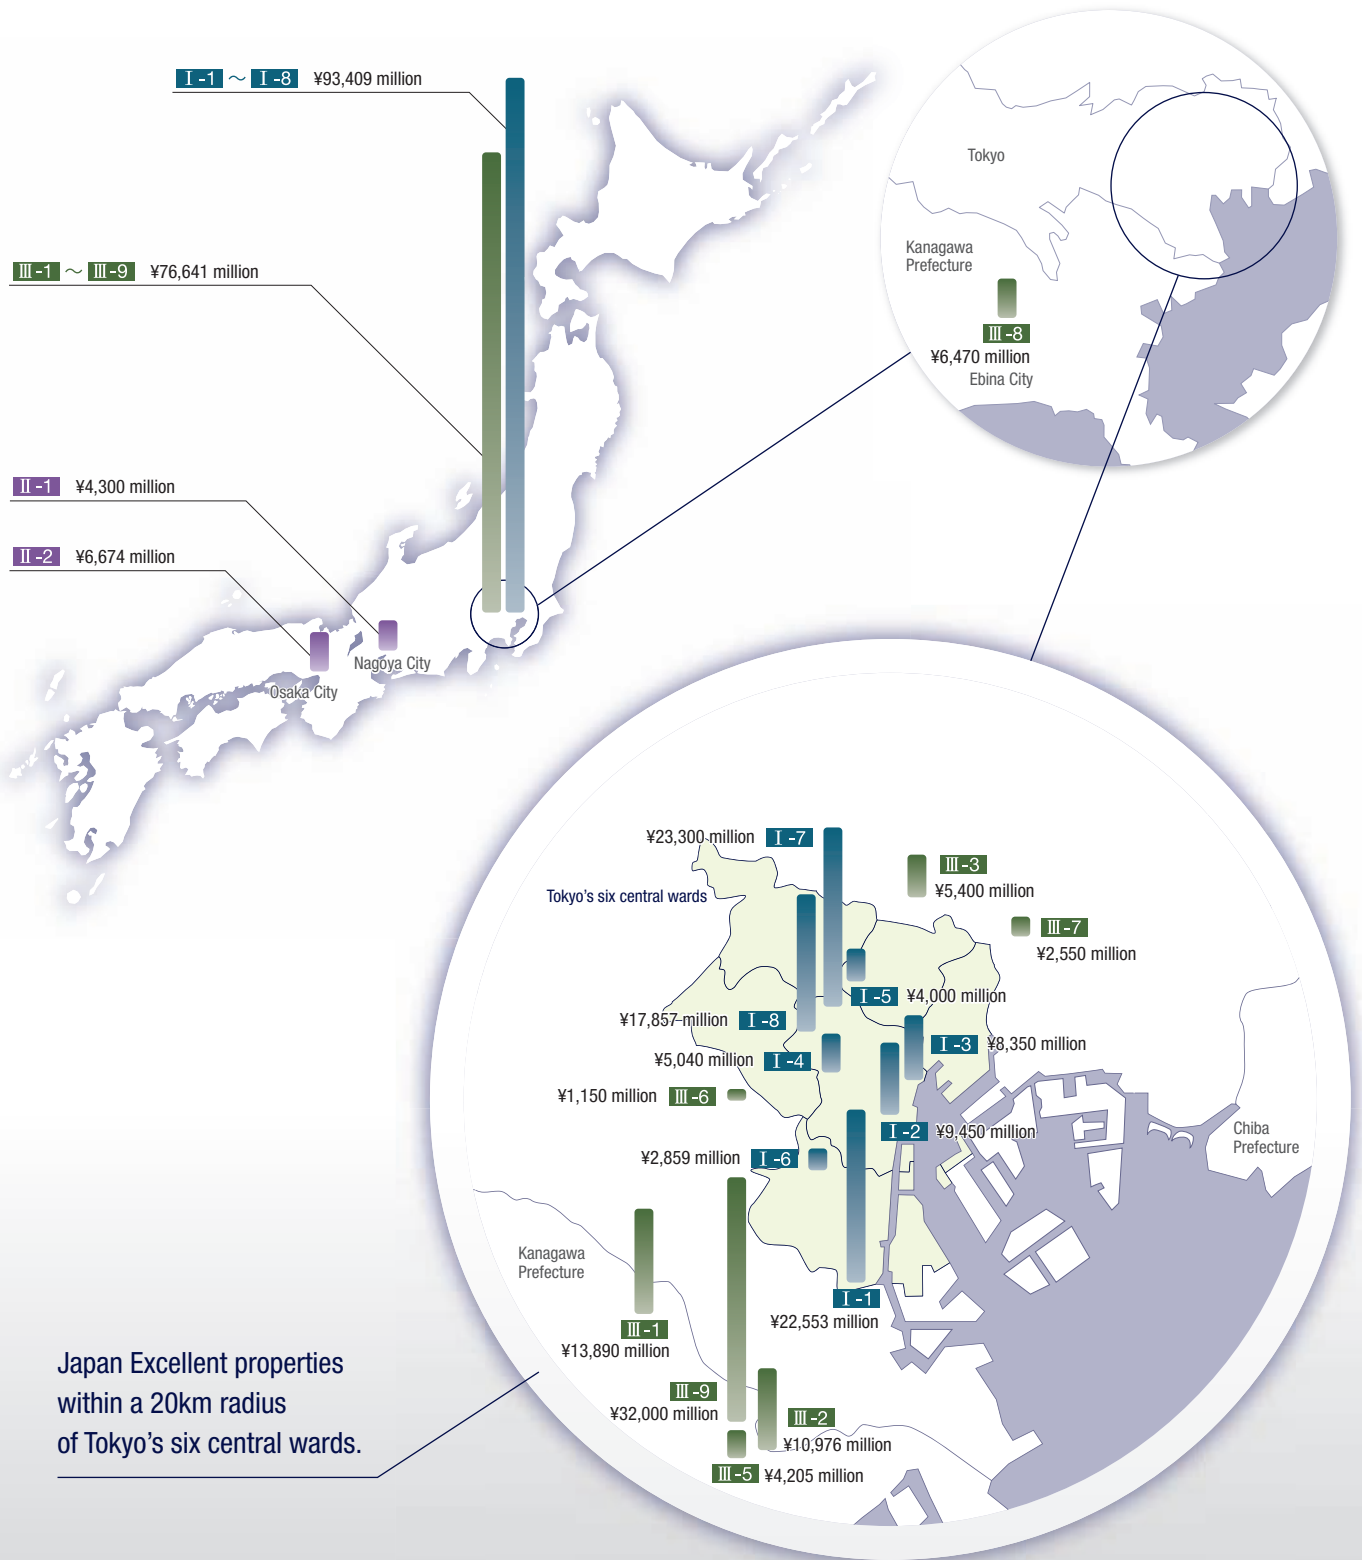 Ⅰ-1 ～ Ⅰ-8 ¥93,409 million
Ⅲ-1 ～ Ⅲ-9 ¥76,641 million
Ⅱ-1 ¥4,300 million
Ⅱ-2 ¥6,674 million
Nagoya City
Osaka City
Tokyo
Kanagawa
Prefecture
Ⅲ-8
¥6,470 million
Ebina City
¥23,300 million Ⅰ-7
Tokyo's six central wards
Ⅲ-3
¥5,400 million
Ⅲ-7
¥2,550 million
Ⅰ-5 ¥4,000 million
¥17,857 million Ⅰ-8
Ⅰ-3 ¥8,350 million
¥5,040 million Ⅰ-4
¥1,150 million Ⅲ-6
Ⅰ-2 ¥9,450 million
Chiba
Prefecture
¥2,859 million Ⅰ-6
Kanagawa
Prefecture
Ⅰ-1
¥22,553 million
Ⅲ-1
¥13,890 million
Ⅲ-9
¥32,000 million
Ⅲ-2
¥10,976 million
Ⅲ-5 ¥4,205 million
Japan Excellent properties
within a 20km radius
of Tokyo's six central wards.